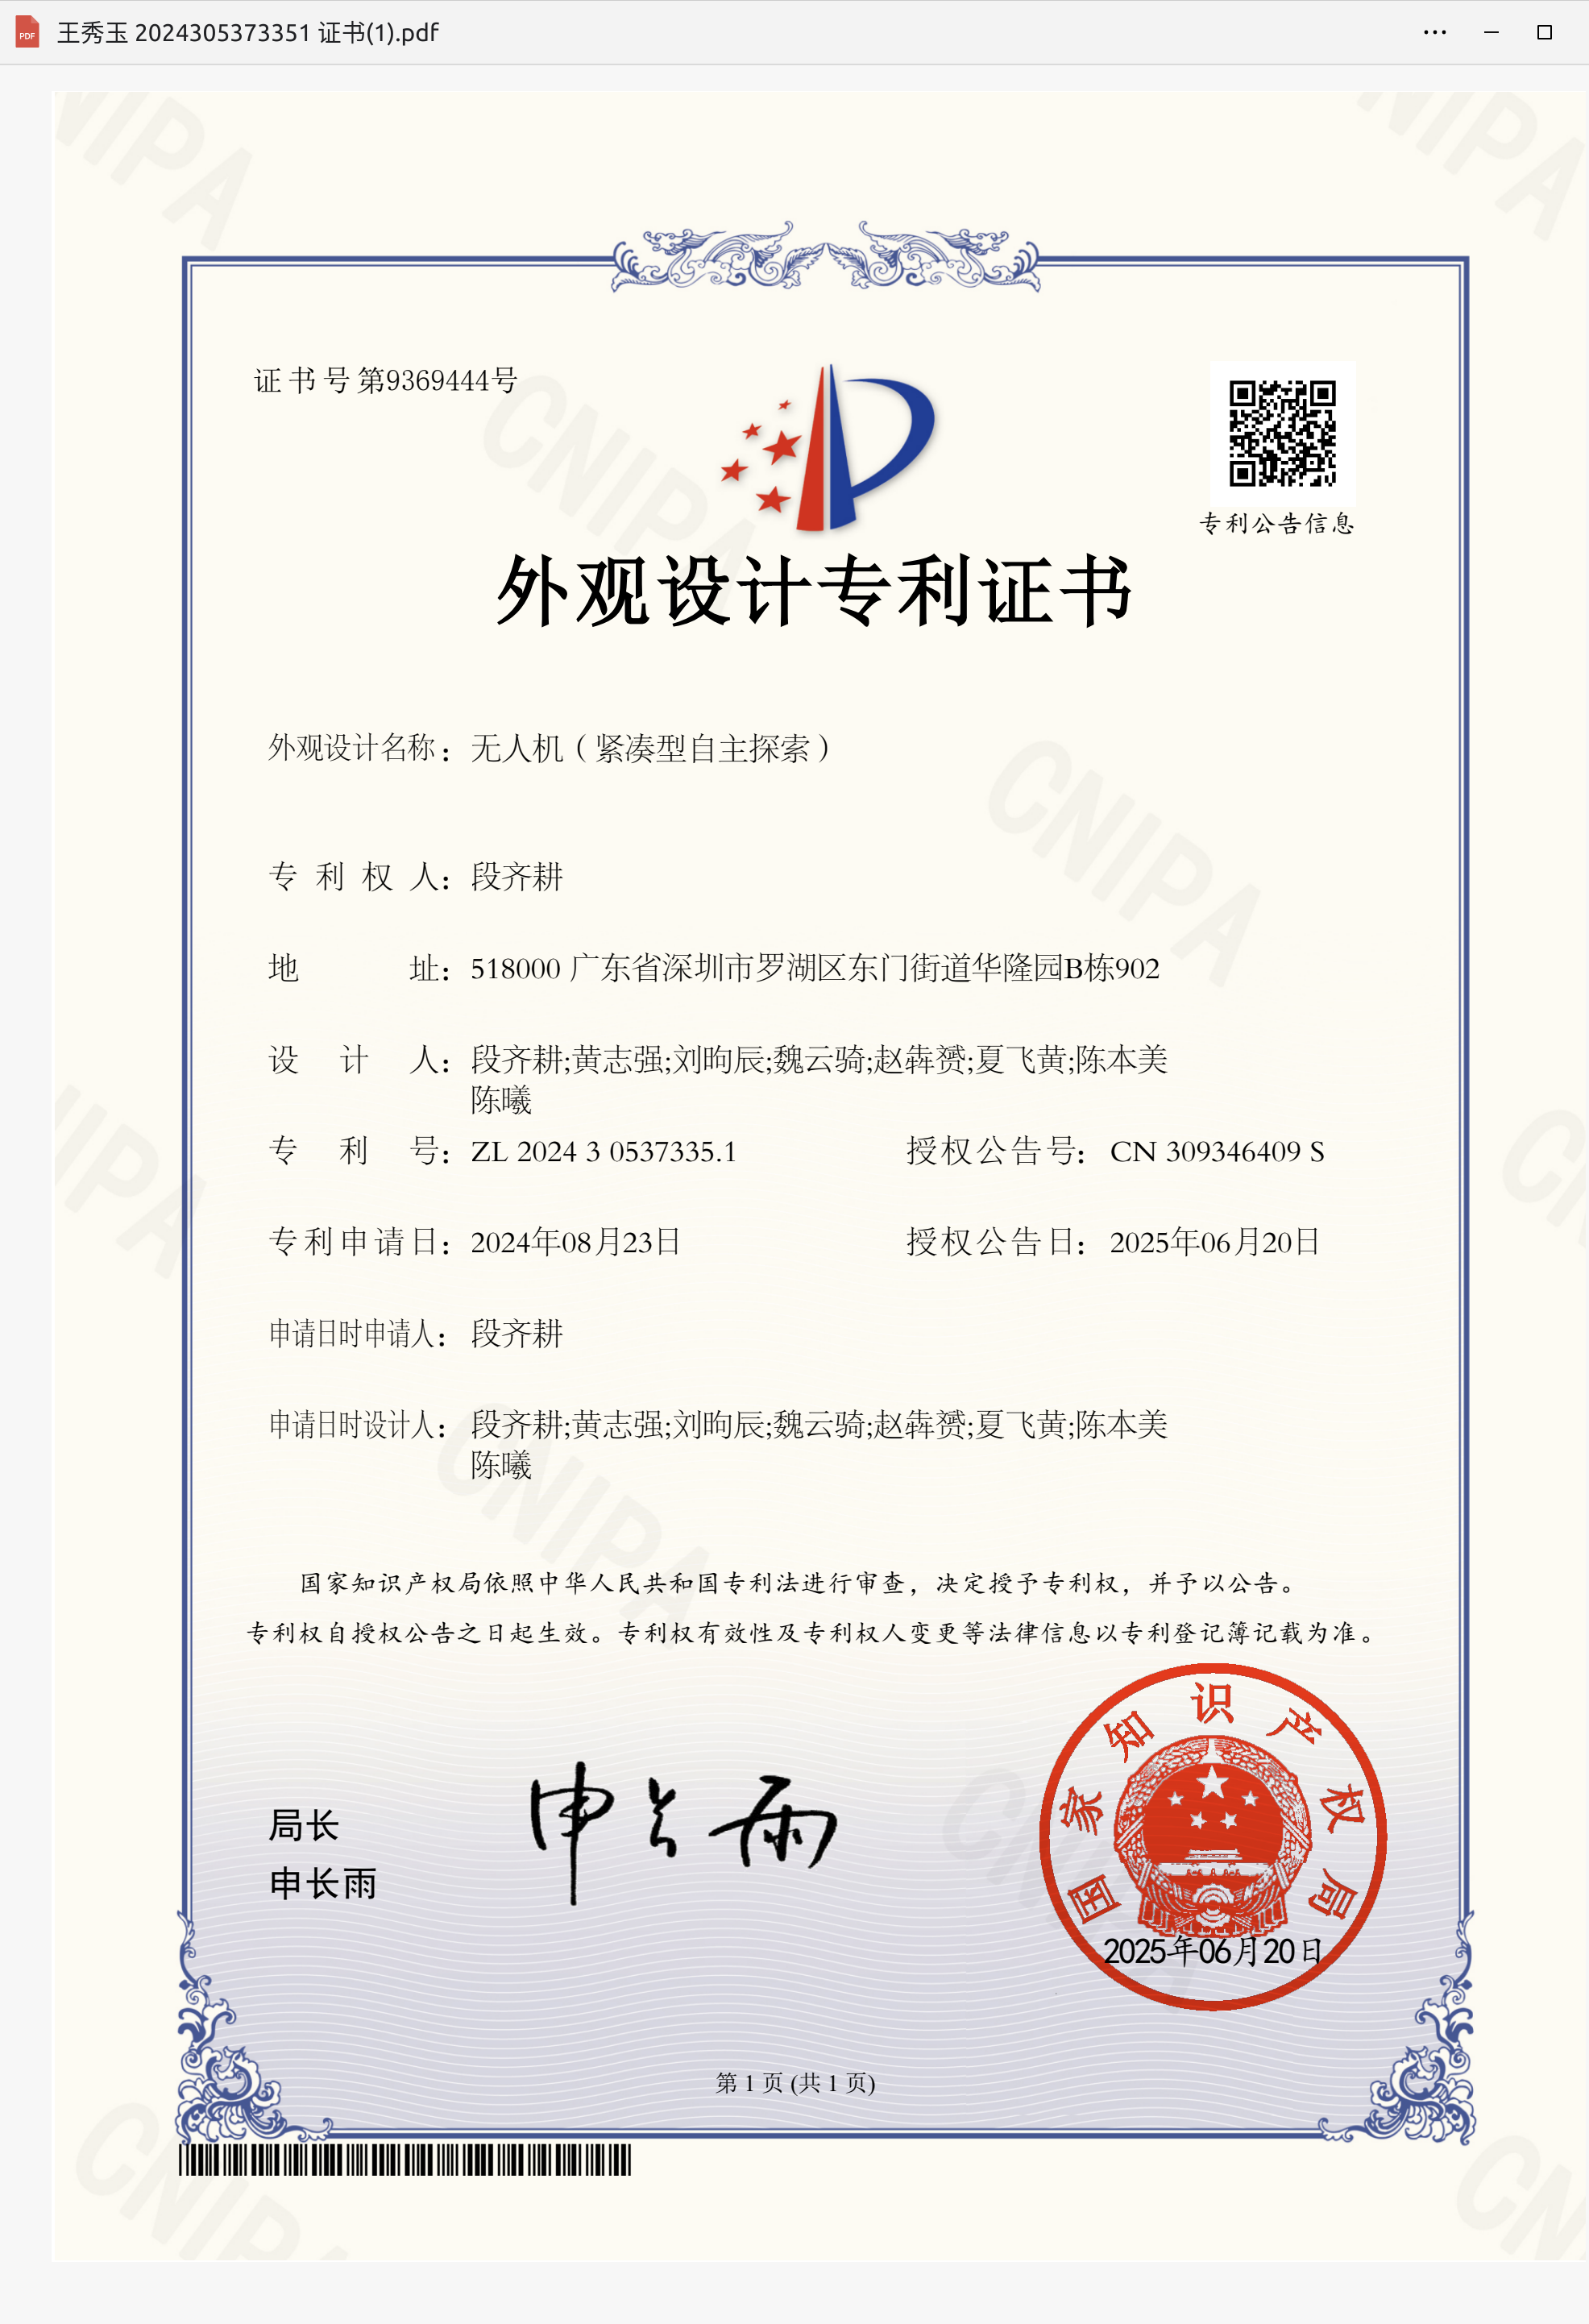 王秀玉 2024305373351 证书(1).pdf
证书号第9369444号
专利公告信息
外观设计专利证书
外观设计名称：无人机（紧凑型自主探索）
专利权人：段齐耕
地址：518000 广东省深圳市罗湖区东门街道华隆园B栋902
设计人：段齐耕;黄志强;刘昫辰;魏云骑;赵犇赟;夏飞黄;陈本美
陈曦
专利号：ZL 2024 3 0537335.1 授权公告号：CN 309346409 S
专利申请日：2024年08月23日 授权公告日：2025年06月20日
申请日时申请人：段齐耕
申请日时设计人：段齐耕;黄志强;刘昫辰;魏云骑;赵犇赟;夏飞黄;陈本美
陈曦
国家知识产权局依照中华人民共和国专利法进行审查，决定授予专利权，并予以公告。
专利权自授权公告之日起生效。专利权有效性及专利权人变更等法律信息以专利登记簿记载为准。
局长
申长雨
申长雨
国家知识产权局
2025年06月20日
第 1 页 (共 1 页)
CNIPA